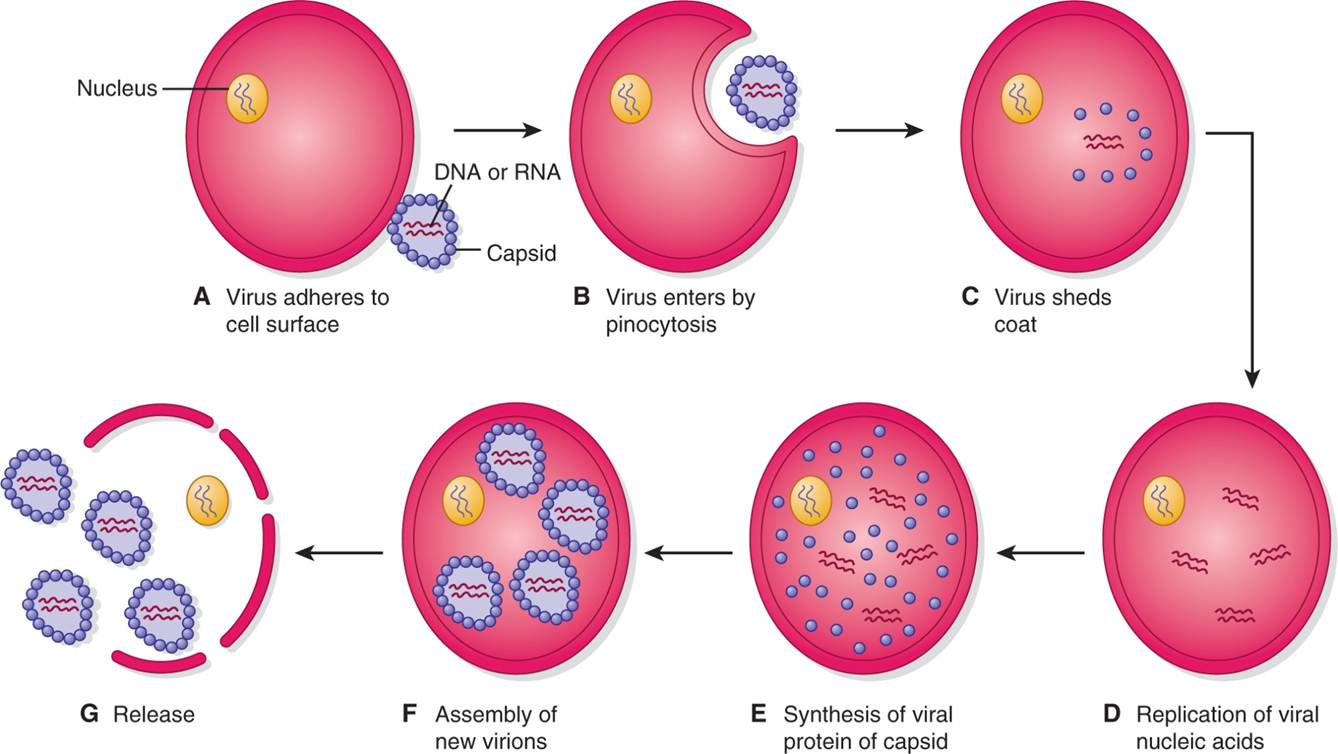 Nucleus
DNA or RNA
Capsid
A Virus adheres to
cell surface
B Virus enters by
pinocytosis
C Virus sheds
coat
G Release
F Assembly of
new virions
E Synthesis of viral
protein of capsid
D Replication of viral
nucleic acids